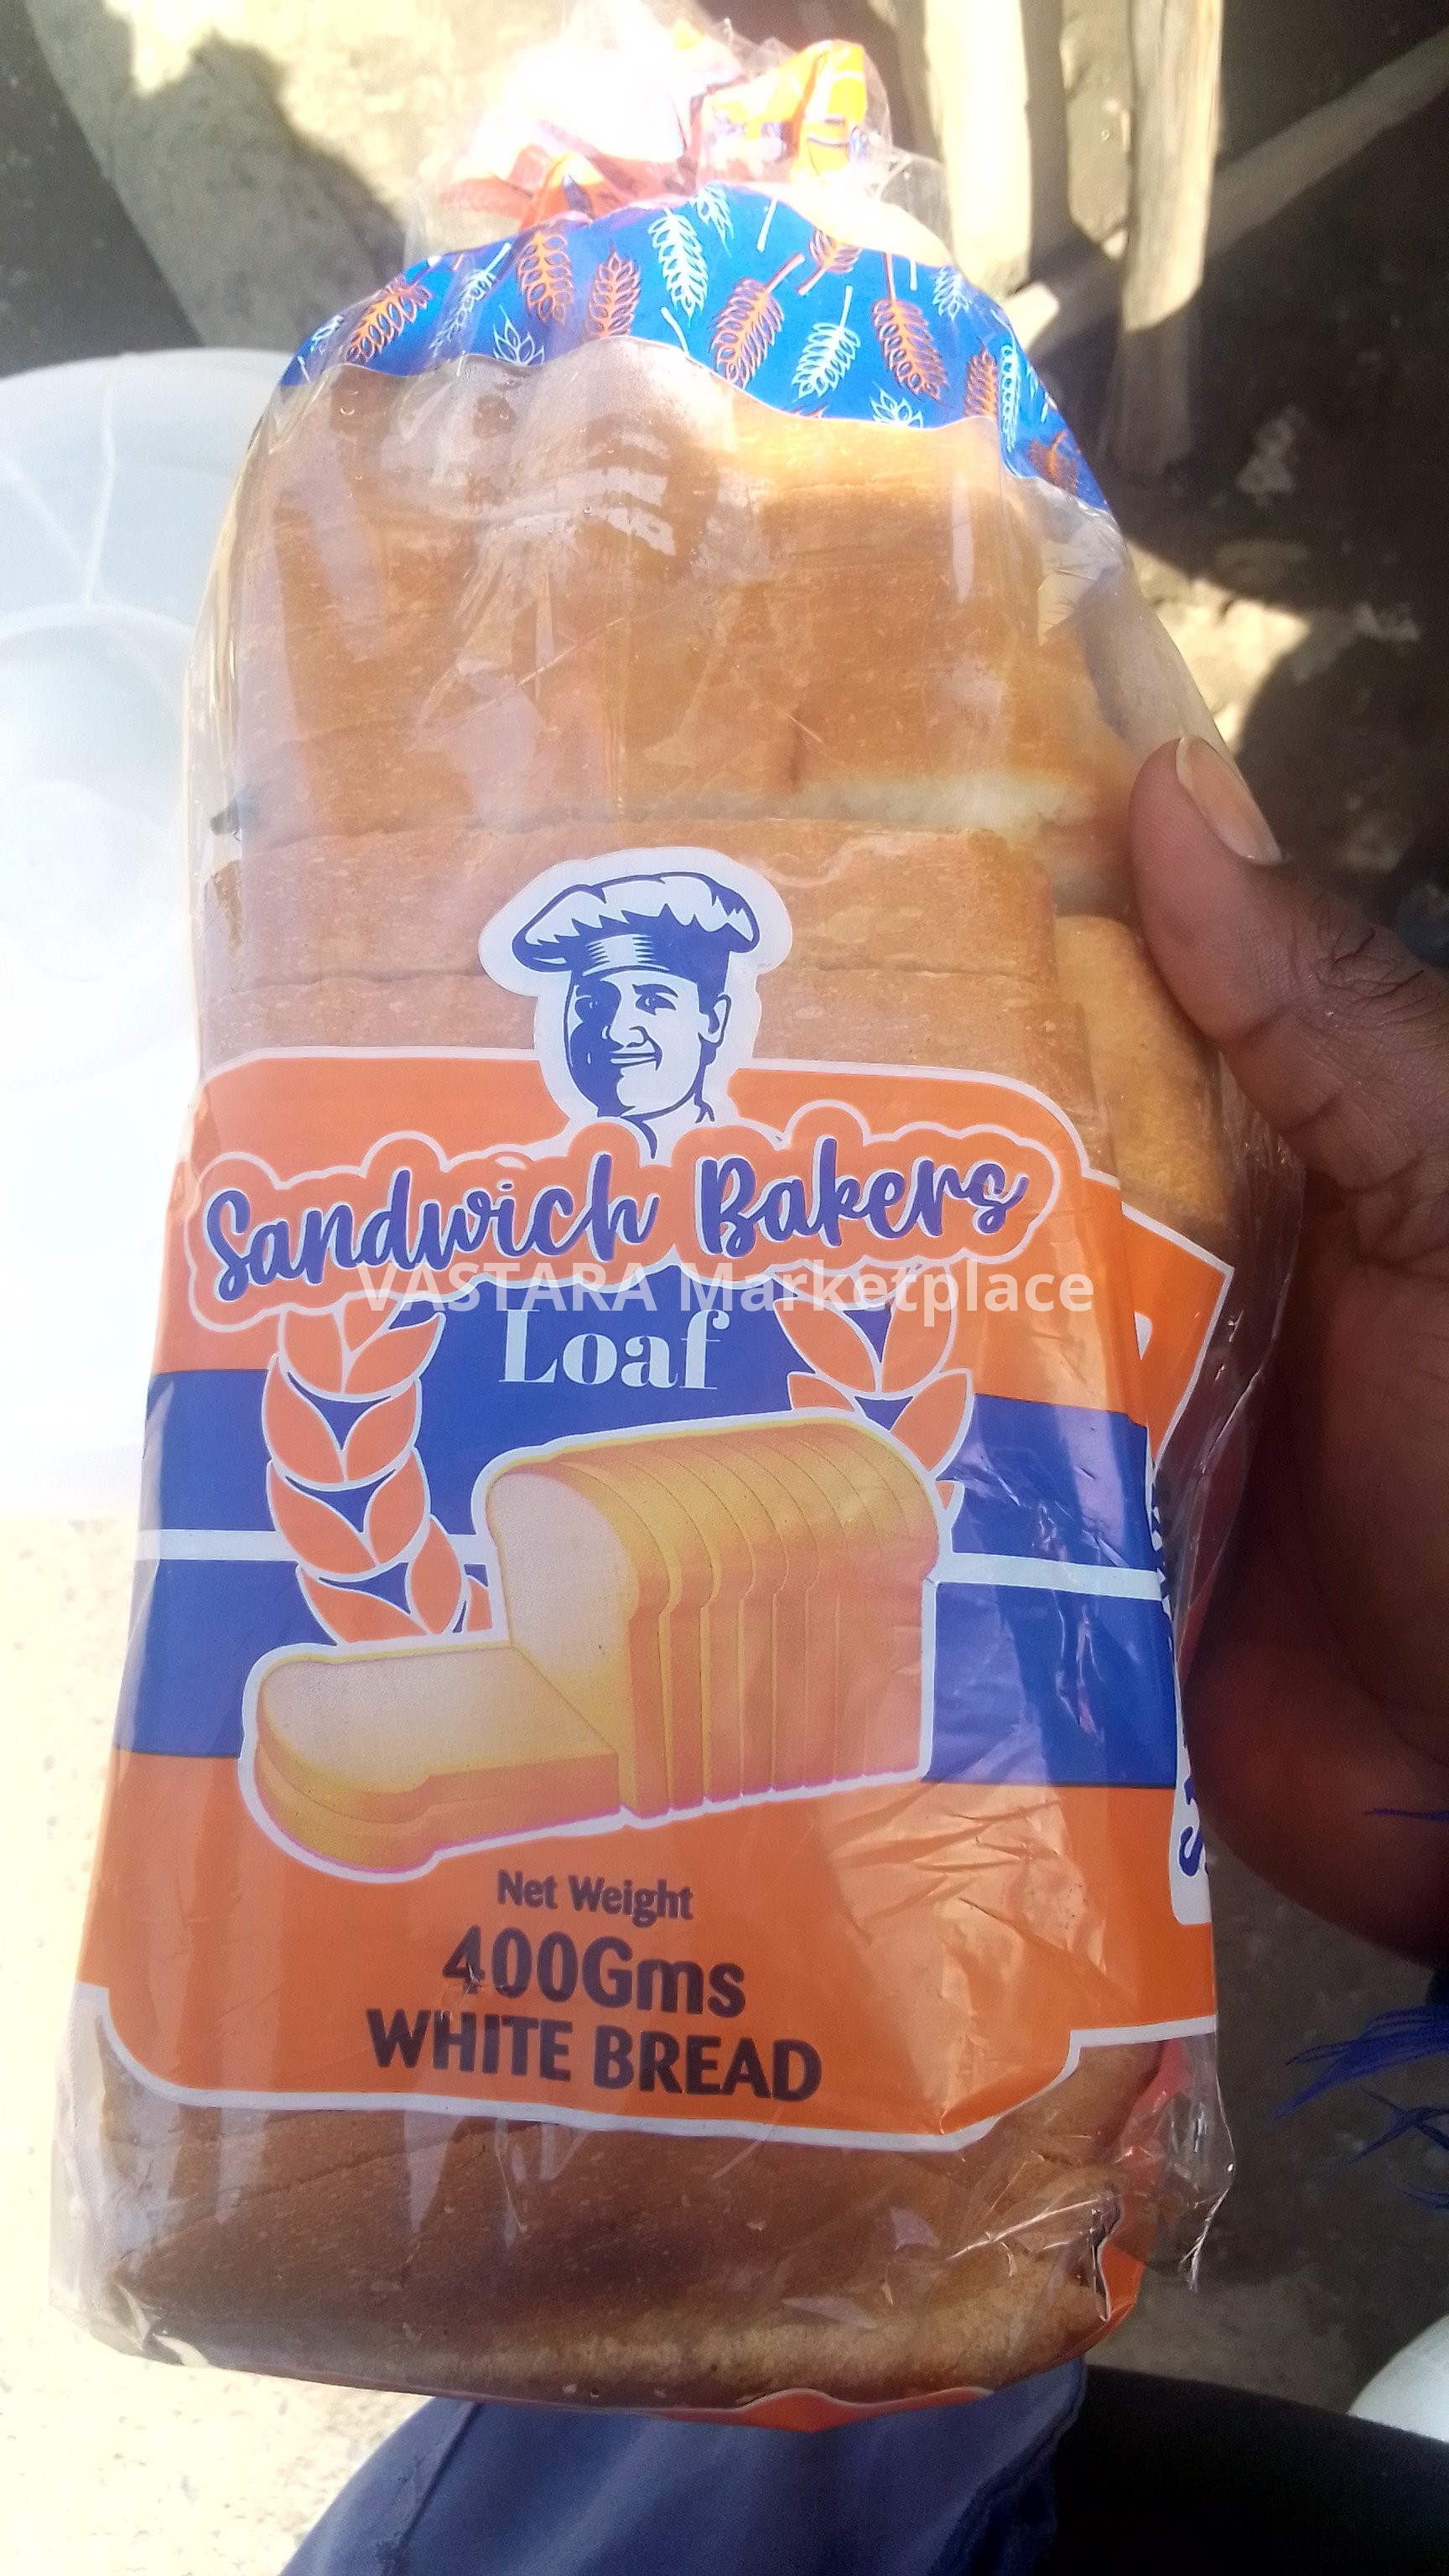 Sandwich Bakers
VASTARA Marketplace
Loaf
Net Weight
400Gms
WHITE BREAD